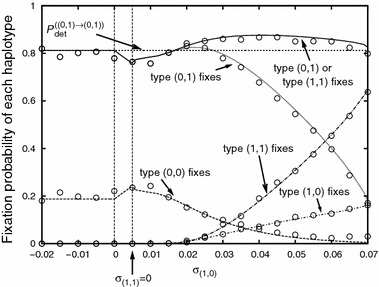 Fixation probability of each haplotype
1
0.8
0.6
0.4
0.2
0
P_det^((0,1)→(0,1))
type (0,1) fixes
type (0,1) or
type (1,1) fixes
type (0,0) fixes
type (1,1) fixes
type (1,0) fixes
−0.02 −0.01 0 0.01 0.02 0.03 0.04 0.05 0.06 0.07
σ(1,1)=0
σ(1,0)